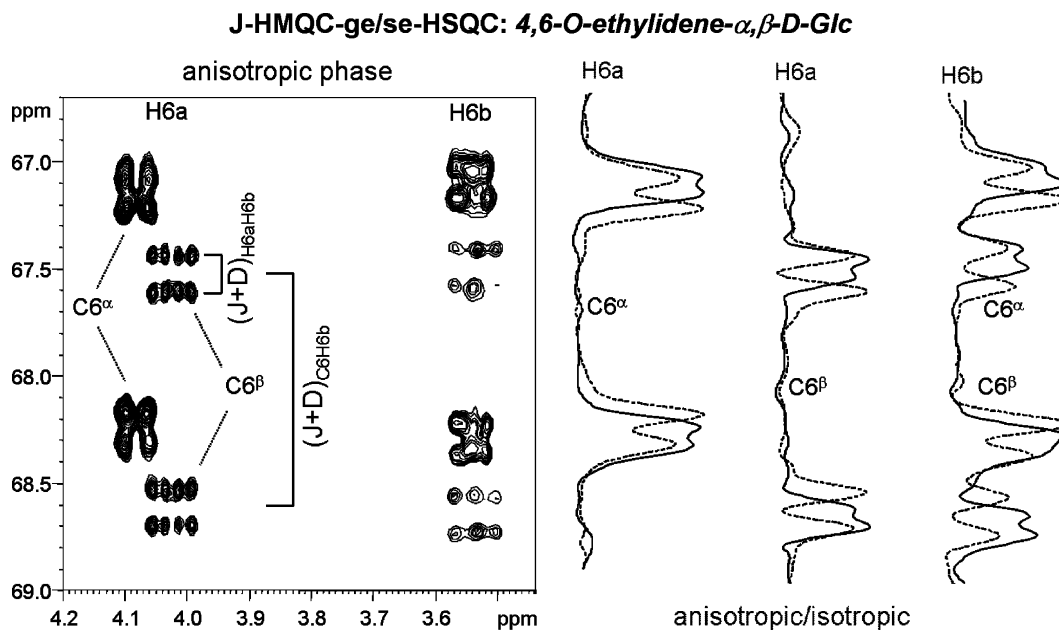 J-HMQC-ge/se-HSQC: 4,6-O-ethylidene-α,β-D-Glc
anisotropic phase
ppm
H6a
H6b
67.0
67.5
68.0
68.5
69.0
(J+D)H6aH6b
(J+D)C6H6b
C6α
C6β
4.2 4.1 4.0 3.9 3.8 3.7 3.6 ppm
H6a
H6a
H6b
C6α
C6β
C6α
C6β
anisotropic/isotropic